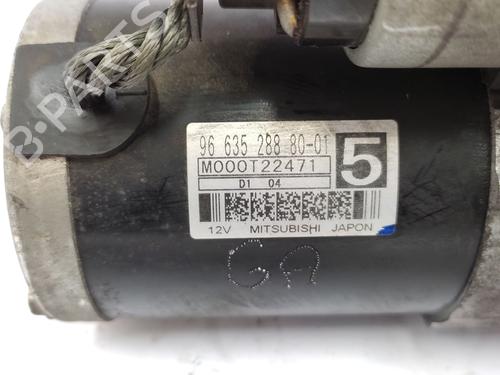 B-PARTS
96 635 288 80-01
M000T22471
5
D1 04
12V MITSUBISHI JAPON
GA